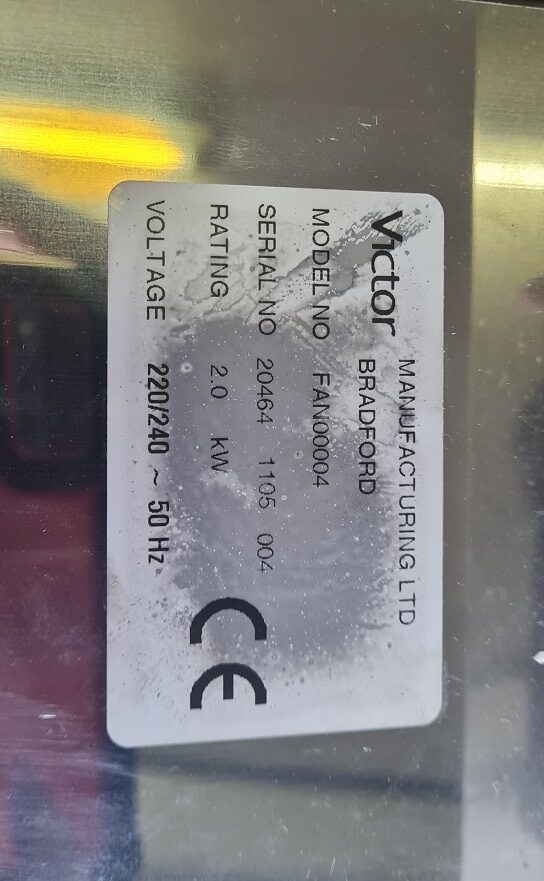 Victor MANUFACTURING LTD
BRADFORD
MODEL NO FAN00004
SERIAL NO 20464 1105 004
RATING 2.0 kW
VOLTAGE 220/240 ~ 50 Hz
CE